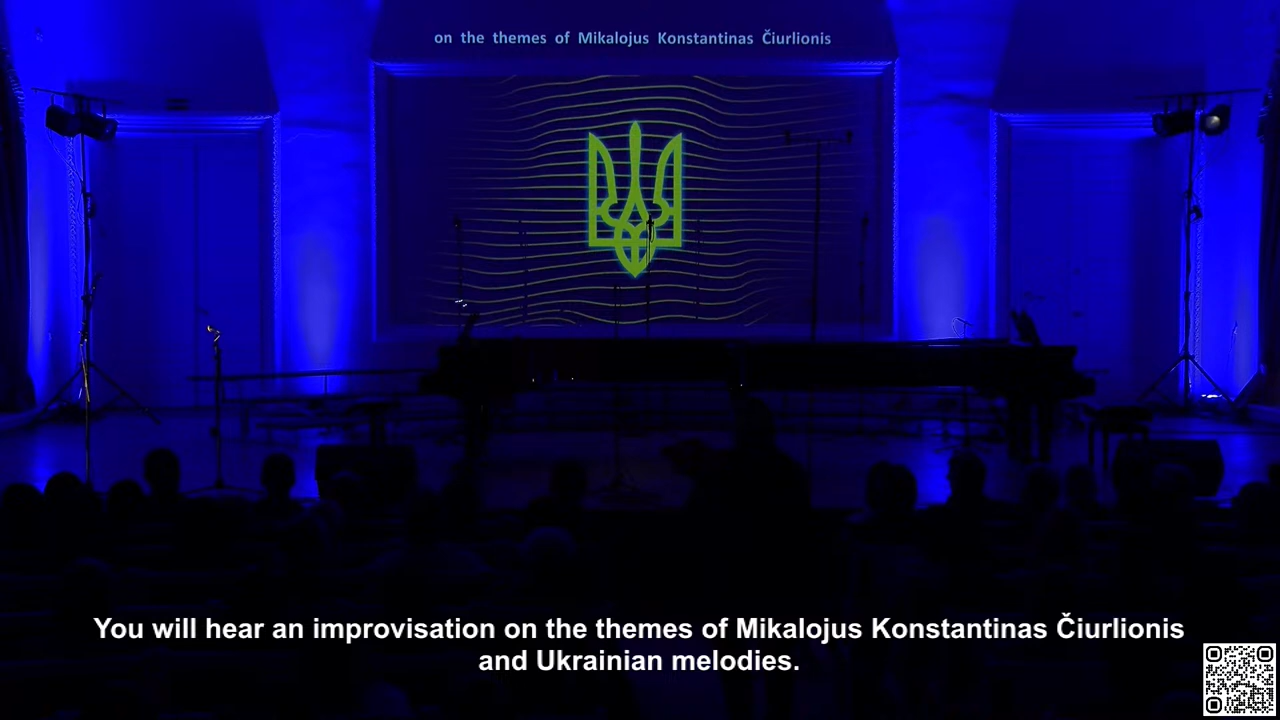 on the themes of Mikalojus Konstantinas Čiurlionis
You will hear an improvisation on the themes of Mikalojus Konstantinas Čiurlionis
and Ukrainian melodies.